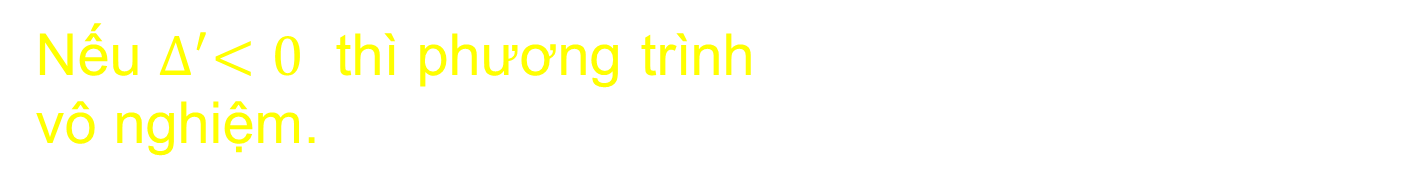 Nếu Δ′< 0 thì phương trình
vô nghiệm.